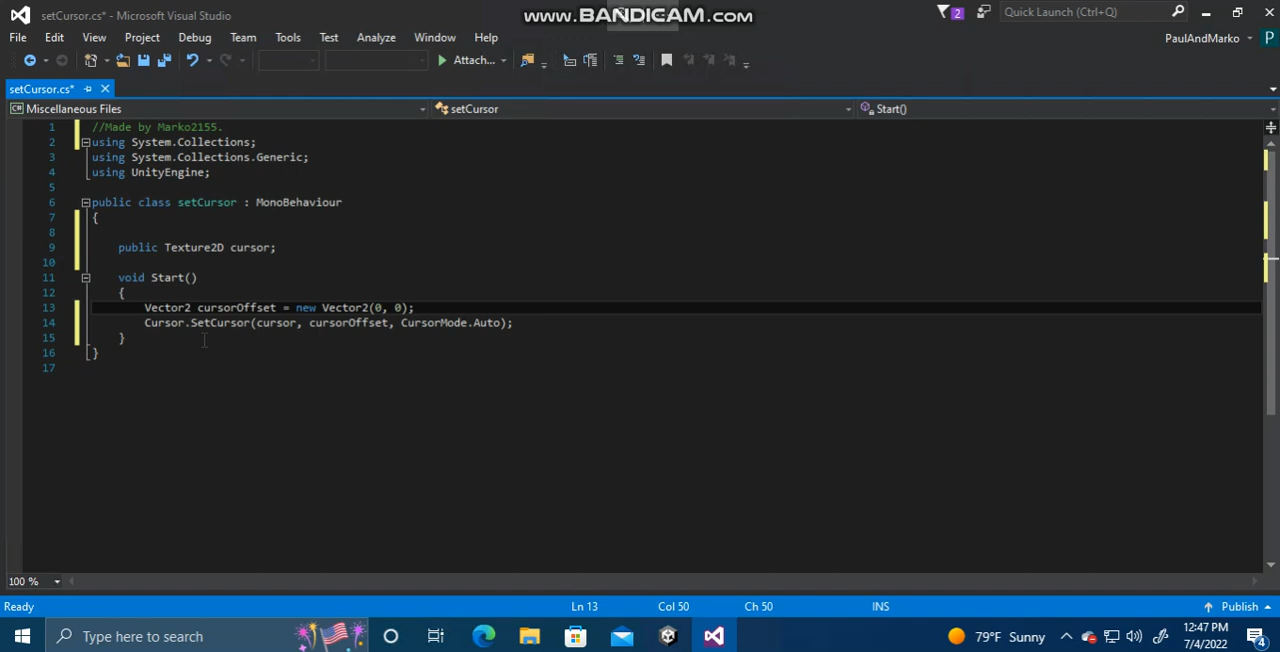 setCursor.cs* - Microsoft Visual Studio
www.BANDICAM.com
2
Quick Launch (Ctrl+Q)
File Edit View Project Debug Team Tools Test Analyze Window Help
PaulAndMarko P
Attach...
setCursor.cs*
C# Miscellaneous Files setCursor Start()
1 //Made by Marko2155.
2 using System.Collections;
3 using System.Collections.Generic;
4 using UnityEngine;
5
6 public class setCursor : MonoBehaviour
7 {
8
9 public Texture2D cursor;
10
11 void Start()
12 {
13 Vector2 cursorOffset = new Vector2(0, 0);
14 Cursor.SetCursor(cursor, cursorOffset, CursorMode.Auto);
15 }
16 }
17
100 %
Ready Ln 13 Col 50 Ch 50 INS Publish
Type here to search
79°F Sunny
12:47 PM
7/4/2022
4